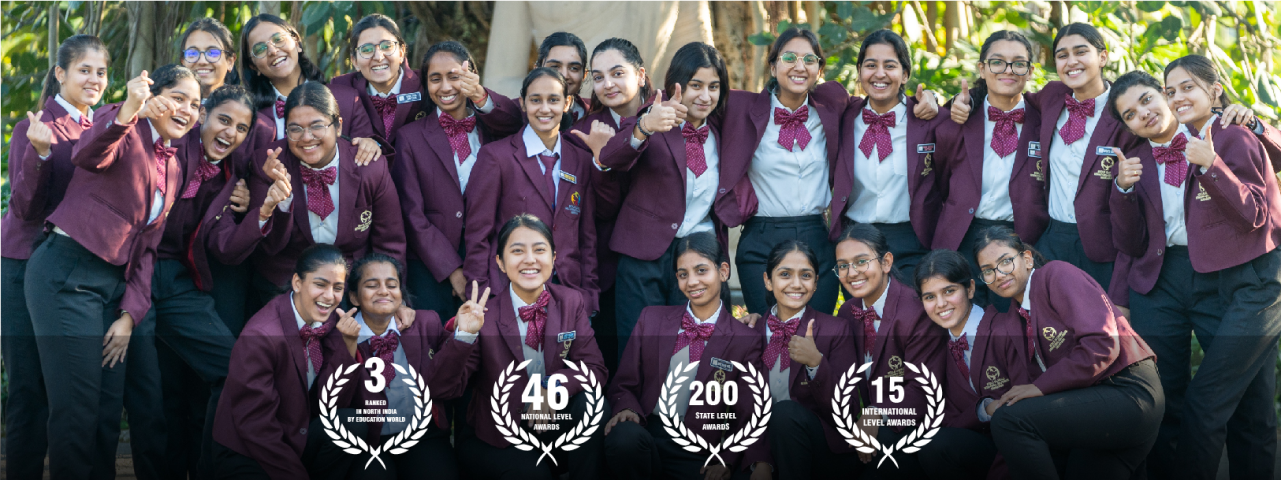 3
RANKED
IN NORTH INDIA
BY EDUCATION WORLD
46
NATIONAL LEVEL
AWARDS
200
STATE LEVEL
AWARDS
15
INTERNATIONAL
LEVEL AWARDS